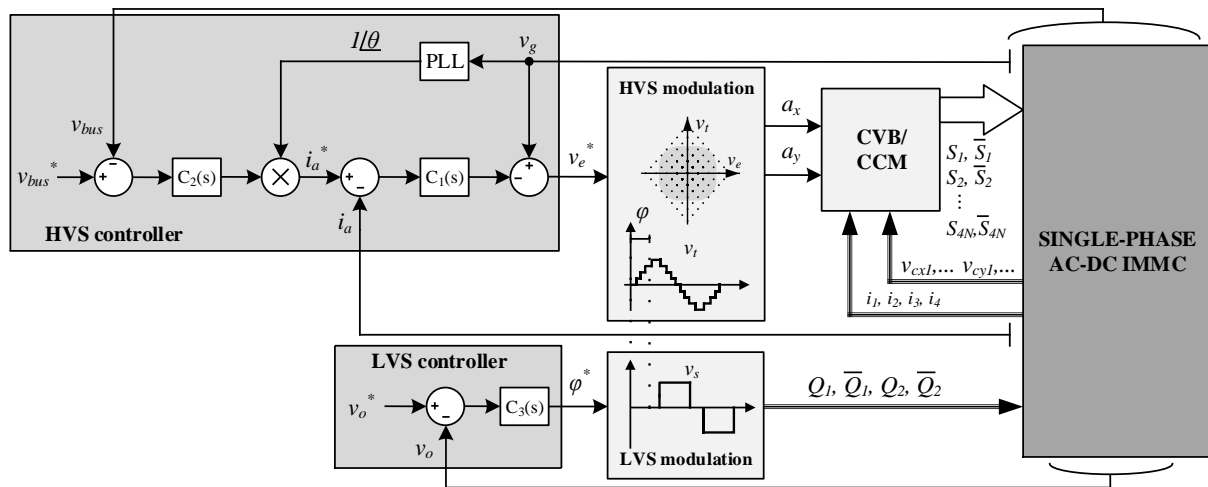 1/θ
v_g
PLL
v_bus
v_bus*
+
-
C₂(s)
×
i_a*
+
-
C₁(s)
-
+
v_e*
i_a
HVS controller
HVS modulation
v_t
v_e
φ
v_t
a_x
a_y
CVB/
CCM
S₁, S̅₁
S₂, S̅₂
⋮
S_4N, S̅_4N
v_cx1,... v_cy1,...
i₁, i₂, i₃, i₄
SINGLE-PHASE
AC-DC IMMC
LVS controller
v_o*
+
-
C₃(s)
φ*
v_o
v_s
LVS modulation
Q₁, Q̅₁, Q₂, Q̅₂